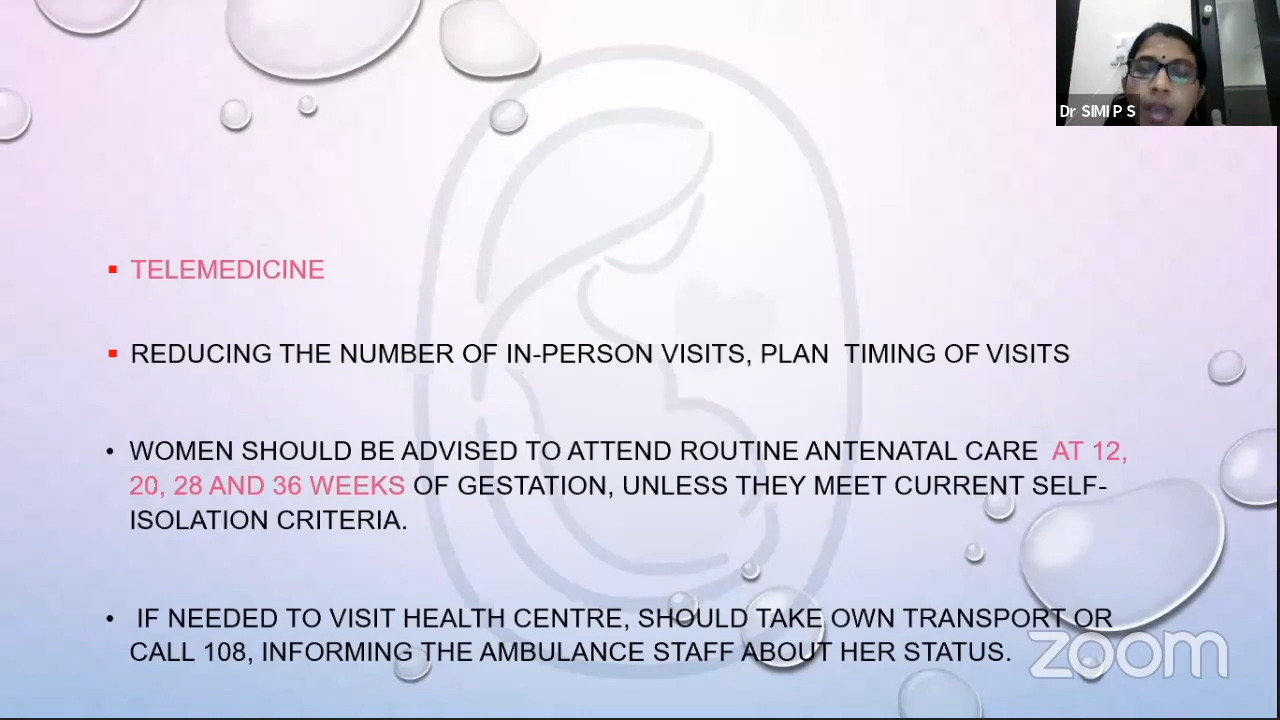 Dr SIMI P S
▪ TELEMEDICINE
▪ REDUCING THE NUMBER OF IN-PERSON VISITS, PLAN TIMING OF VISITS
• WOMEN SHOULD BE ADVISED TO ATTEND ROUTINE ANTENATAL CARE AT 12,
20, 28 AND 36 WEEKS OF GESTATION, UNLESS THEY MEET CURRENT SELF-
ISOLATION CRITERIA.
• IF NEEDED TO VISIT HEALTH CENTRE, SHOULD TAKE OWN TRANSPORT OR
CALL 108, INFORMING THE AMBULANCE STAFF ABOUT HER STATUS.
zoom